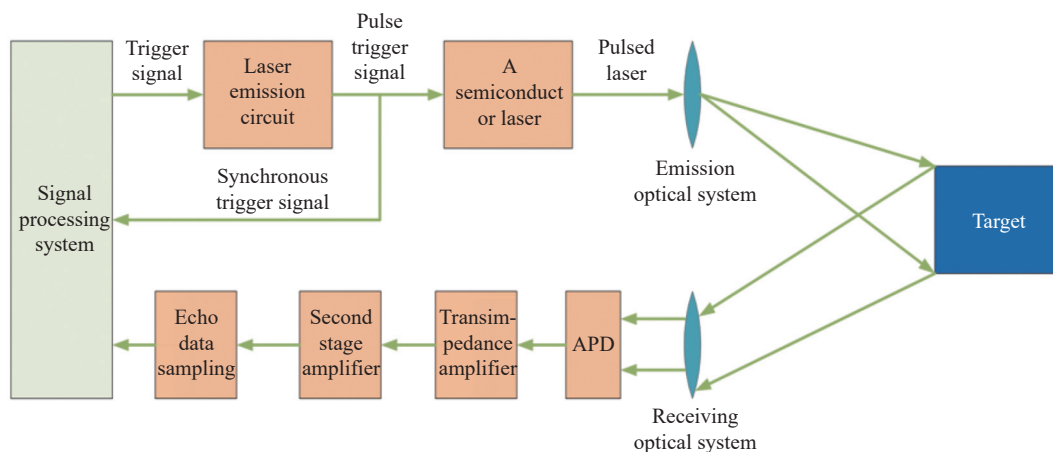 Trigger
signal
Laser
emission
circuit
Pulse
trigger
signal
A
semiconduct
or laser
Pulsed
laser
Emission
optical system
Synchronous
trigger signal
Signal
processing
system
Target
Echo
data
sampling
Second
stage
amplifier
Transim-
pedance
amplifier
APD
Receiving
optical system